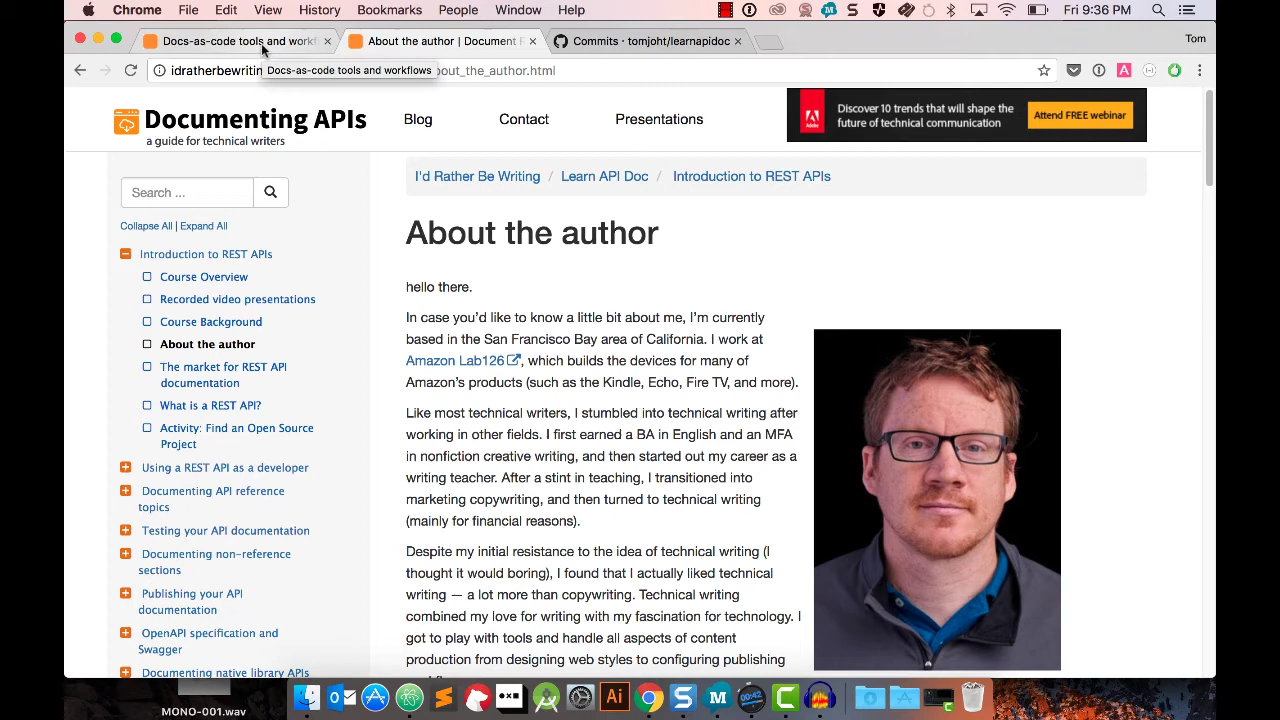 Chrome File Edit View History Bookmarks People Window Help Fri 9:36 PM
Docs-as-code tools and workf
About the author | Document F
Commits · tomjoht/learnapidoc
Tom
idratherbewritin
bout_the_author.html
Docs-as-code tools and workflows
Documenting APIs
a guide for technical writers
Blog Contact Presentations
Discover 10 trends that will shape the
future of technical communication
Attend FREE webinar
Search ...
Collapse All | Expand All
Introduction to REST APIs
Course Overview
Recorded video presentations
Course Background
About the author
The market for REST API
documentation
What is a REST API?
Activity: Find an Open Source
Project
Using a REST API as a developer
Documenting API reference
topics
Testing your API documentation
Documenting non-reference
sections
Publishing your API
documentation
OpenAPI specification and
Swagger
Documenting native library APIs
I'd Rather Be Writing / Learn API Doc / Introduction to REST APIs
About the author
hello there.
In case you’d like to know a little bit about me, I’m currently
based in the San Francisco Bay area of California. I work at
Amazon Lab126, which builds the devices for many of
Amazon’s products (such as the Kindle, Echo, Fire TV, and more).
Like most technical writers, I stumbled into technical writing after
working in other fields. I first earned a BA in English and an MFA
in nonfiction creative writing, and then started out my career as a
writing teacher. After a stint in teaching, I transitioned into
marketing copywriting, and then turned to technical writing
(mainly for financial reasons).
Despite my initial resistance to the idea of technical writing (I
thought it would boring), I found that I actually liked technical
writing — a lot more than copywriting. Technical writing
combined my love for writing with my fascination for technology. I
got to play with tools and handle all aspects of content
production from designing web styles to configuring publishing
MONO-001.wav
Ai
00:42